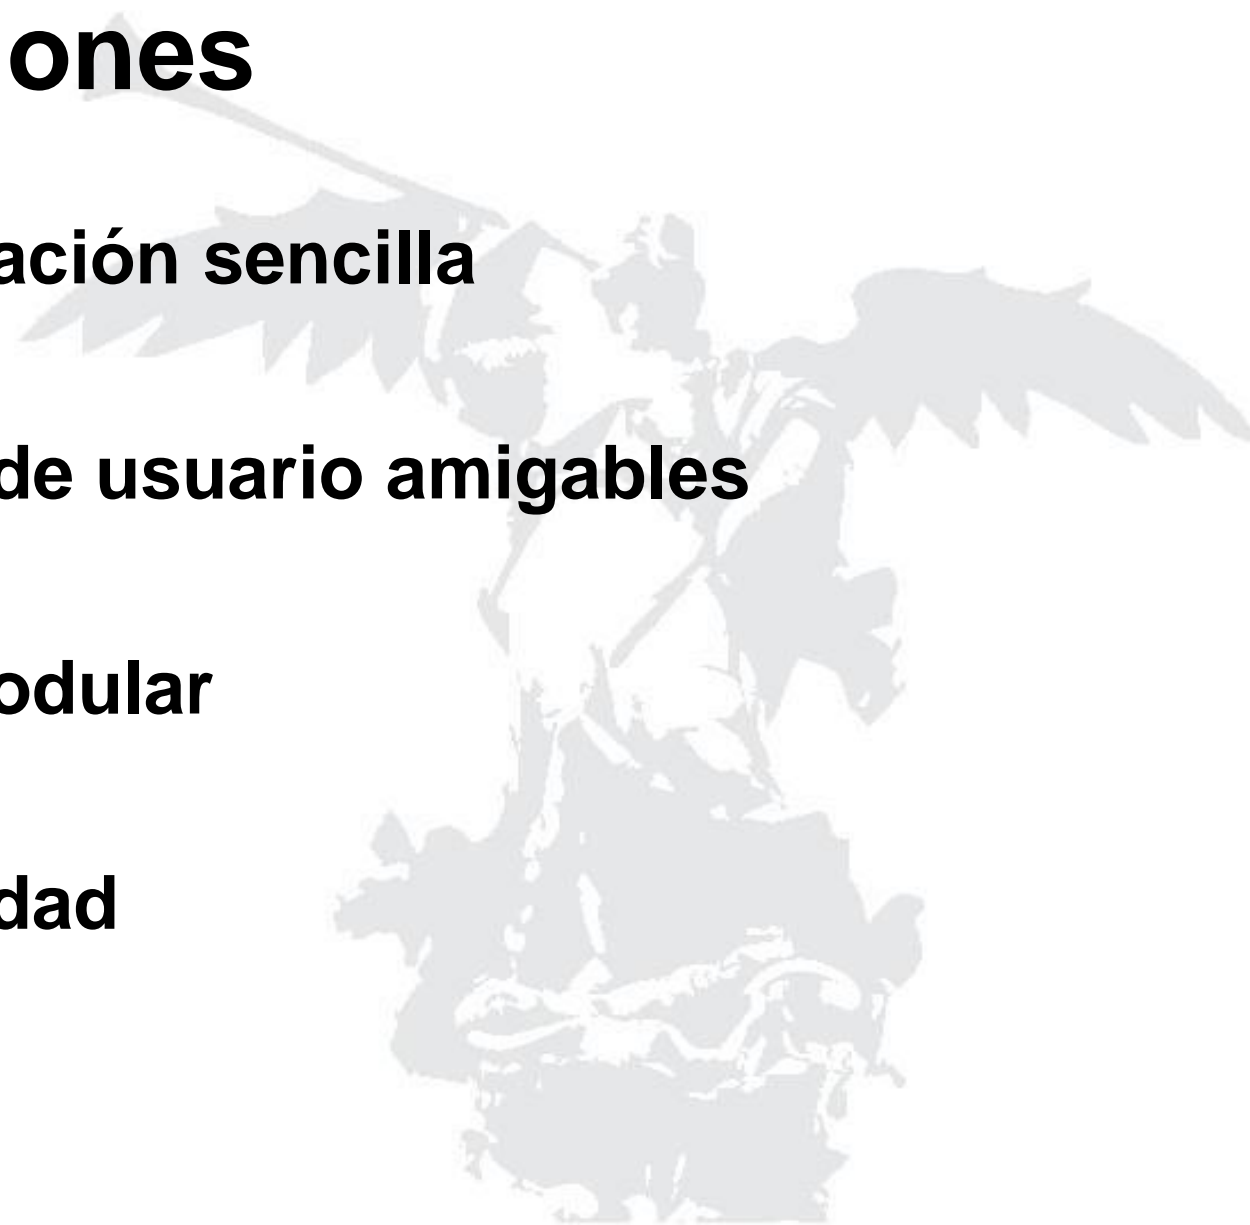 ones
ación sencilla
de usuario amigables
odular
dad